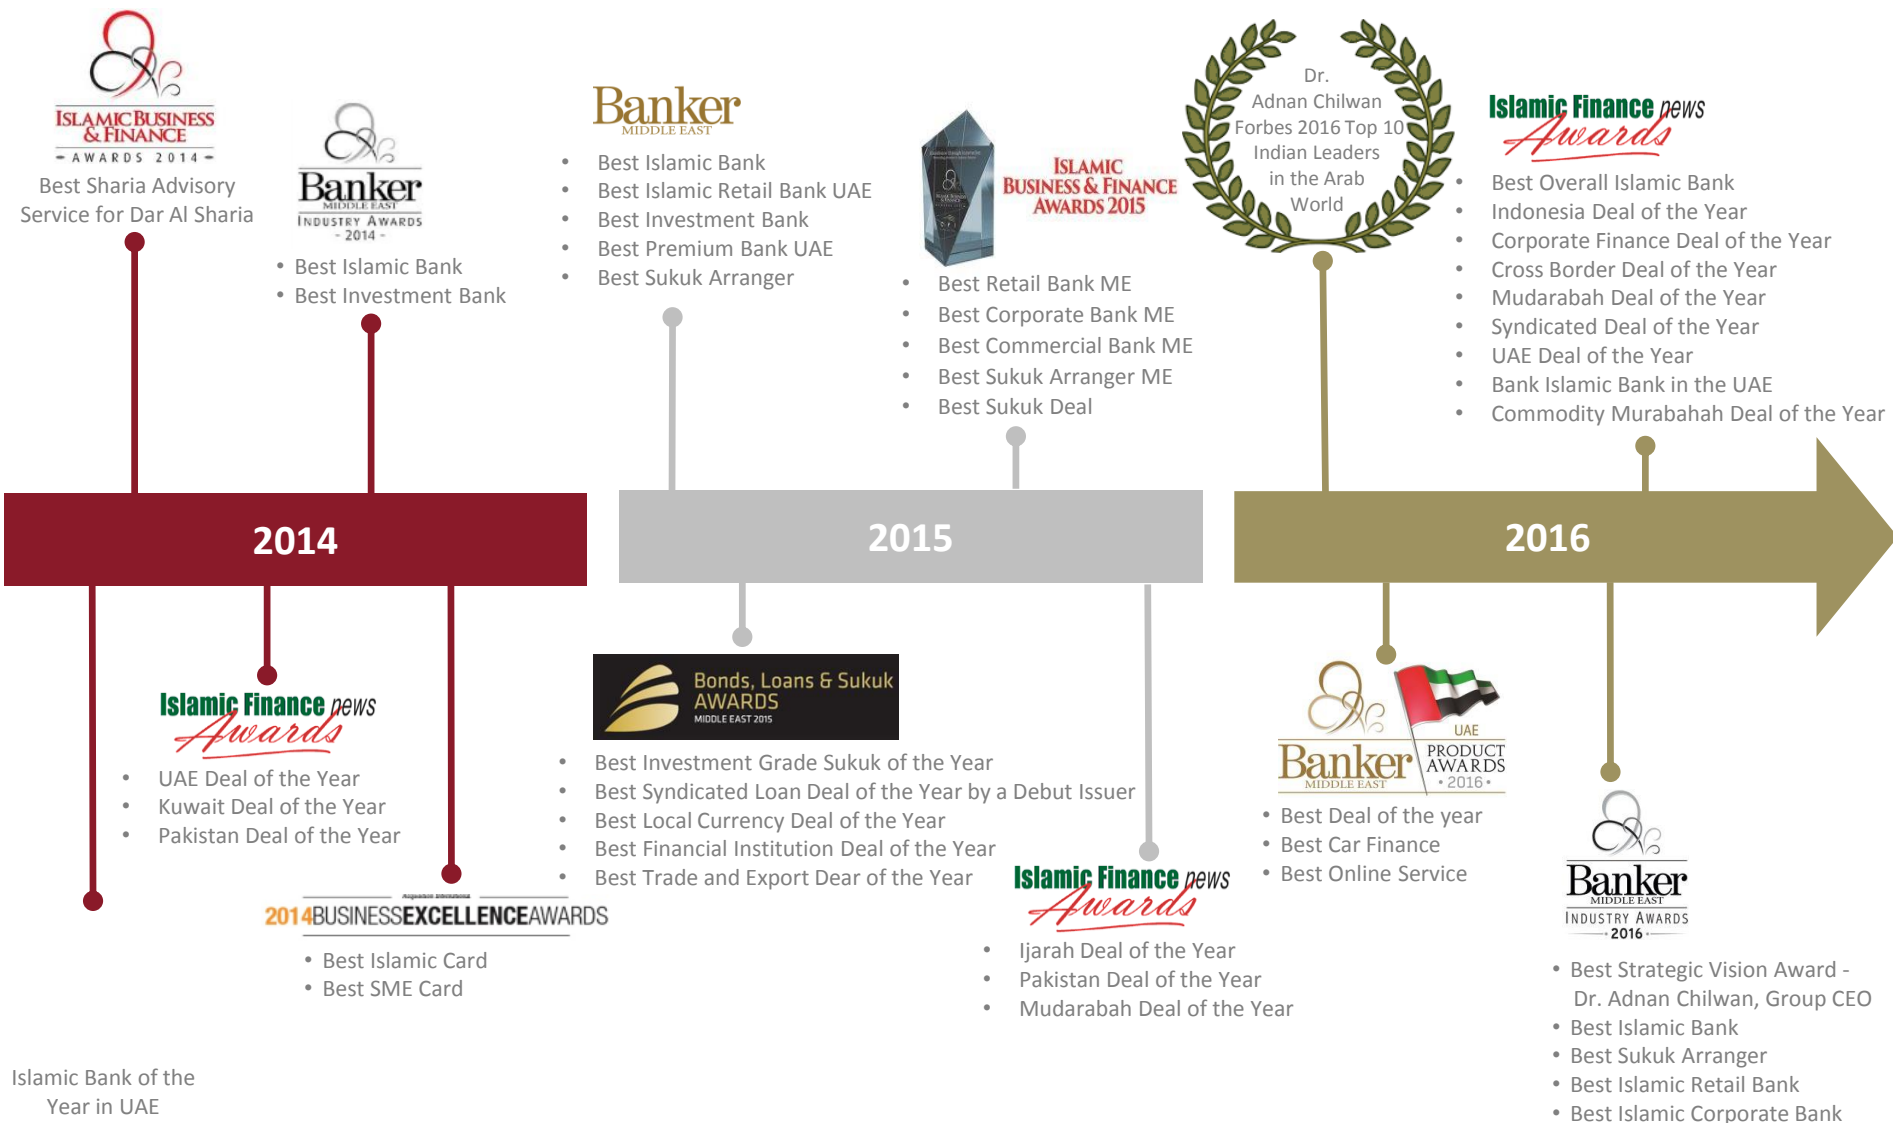 ISLAMIC BUSINESS
& FINANCE
AWARDS 2014
Best Sharia Advisory
Service for Dar Al Sharia
Banker
MIDDLE EAST
INDUSTRY AWARDS
- 2014 -
• Best Islamic Bank
• Best Investment Bank
Banker
MIDDLE EAST
• Best Islamic Bank
• Best Islamic Retail Bank UAE
• Best Investment Bank
• Best Premium Bank UAE
• Best Sukuk Arranger
ISLAMIC
BUSINESS & FINANCE
AWARDS 2015
• Best Retail Bank ME
• Best Corporate Bank ME
• Best Commercial Bank ME
• Best Sukuk Arranger ME
• Best Sukuk Deal
Dr.
Adnan Chilwan
Forbes 2016 Top 10
Indian Leaders
in the Arab
World
Islamic Finance news
Awards
• Best Overall Islamic Bank
• Indonesia Deal of the Year
• Corporate Finance Deal of the Year
• Cross Border Deal of the Year
• Mudarabah Deal of the Year
• Syndicated Deal of the Year
• UAE Deal of the Year
• Bank Islamic Bank in the UAE
• Commodity Murabahah Deal of the Year
2014
2015
2016
Islamic Finance news
Awards
• UAE Deal of the Year
• Kuwait Deal of the Year
• Pakistan Deal of the Year
2014BUSINESSEXCELLENCEAWARDS
• Best Islamic Card
• Best SME Card
Islamic Bank of the
Year in UAE
Bonds, Loans & Sukuk
AWARDS
MIDDLE EAST 2015
• Best Investment Grade Sukuk of the Year
• Best Syndicated Loan Deal of the Year by a Debut Issuer
• Best Local Currency Deal of the Year
• Best Financial Institution Deal of the Year
• Best Trade and Export Dear of the Year
Islamic Finance news
Awards
• Ijarah Deal of the Year
• Pakistan Deal of the Year
• Mudarabah Deal of the Year
Banker
MIDDLE EAST
UAE
PRODUCT
AWARDS
• 2016 •
• Best Deal of the year
• Best Car Finance
• Best Online Service
Banker
MIDDLE EAST
INDUSTRY AWARDS
2016
• Best Strategic Vision Award -
Dr. Adnan Chilwan, Group CEO
• Best Islamic Bank
• Best Sukuk Arranger
• Best Islamic Retail Bank
• Best Islamic Corporate Bank